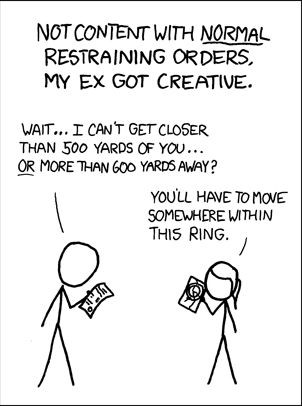 NOT CONTENT WITH NORMAL
RESTRAINING ORDERS,
MY EX GOT CREATIVE.
WAIT... I CAN'T GET CLOSER
THAN 500 YARDS OF YOU...
OR MORE THAN 600 YARDS AWAY?
YOU'LL HAVE TO MOVE
SOMEWHERE WITHIN
THIS RING.